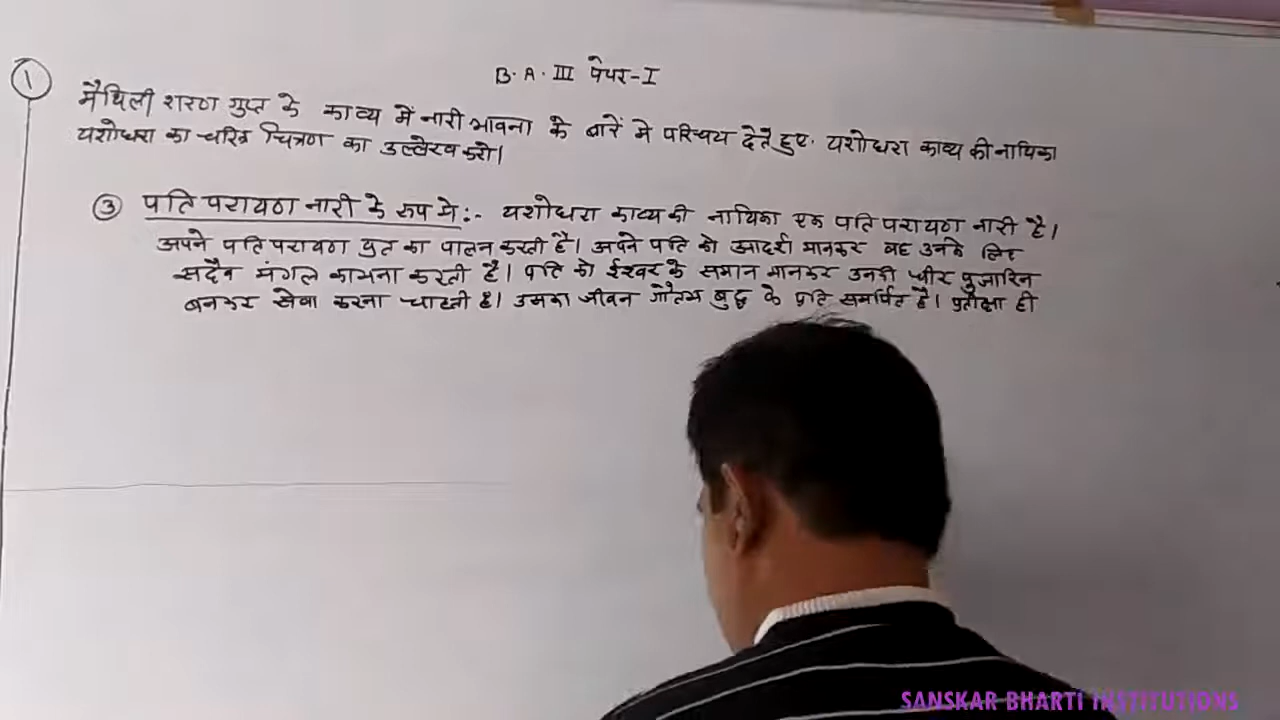 ①
B.A. III पेपर-I
मैथिली शरण गुप्त के काव्य में नारी भावना के बारें में परिचय देते हुए. यशोधरा काव्य की नायिका
यशोधरा का चरित्र चित्रण का उल्लेख करो।
③ पति परायण नारी के रुप मे:- यशोधरा काव्य की नायिका एक पति परायण नारी है।
अपने पति परायण व्रत का पालन करती है। अपने पति को आदर्श मानकर वह उनके लिए
सदैव मंगल कामना करती है। पति को ईश्वर के समान मानकर उनकी चीर पुजारिन
बनकर सेवा करना चाहती है। उसका जीवन गौतम बुद्ध के प्रति समर्पित है। प्रतीक्षा ही
SANSKAR BHARTI INSTITUTIONS